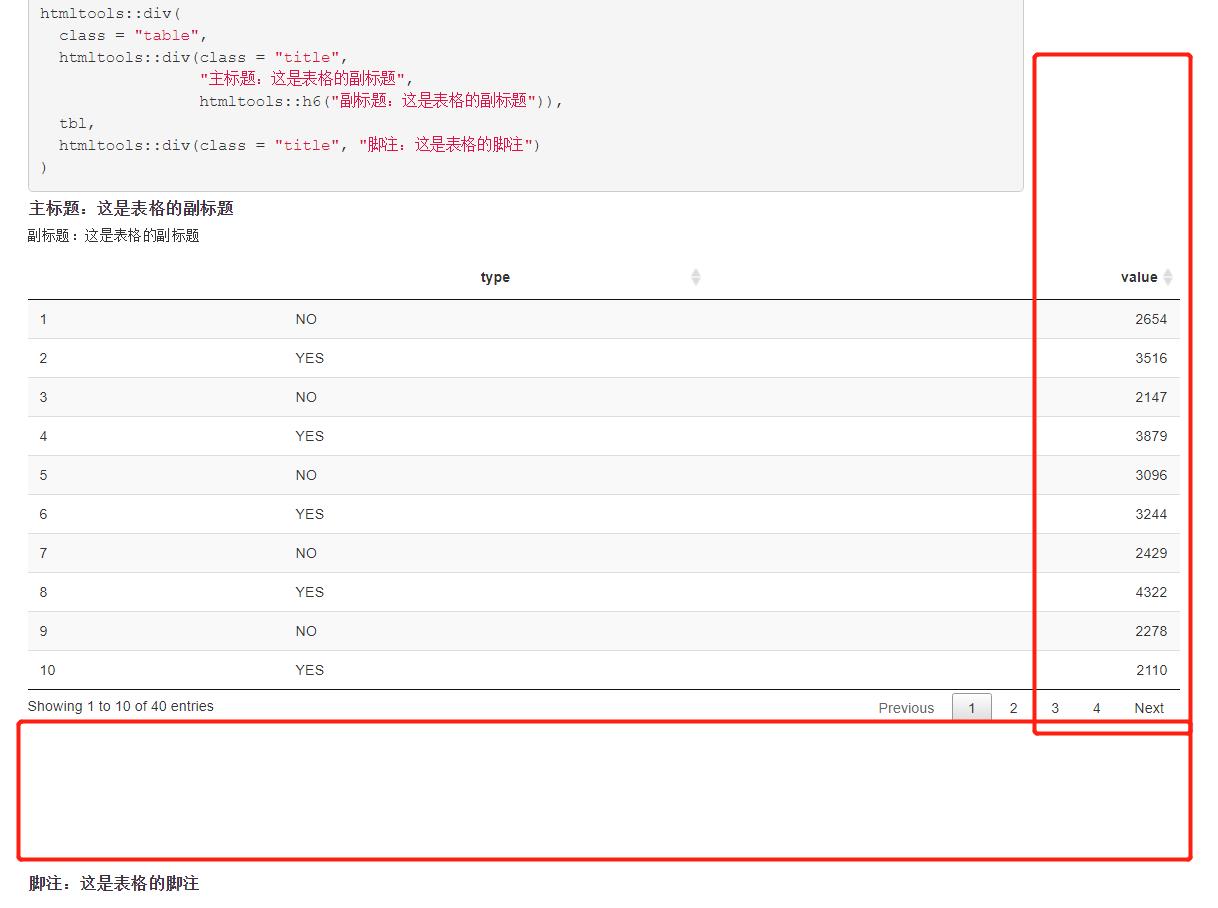 htmltools::div(
  class = "table",
  htmltools::div(class = "title",
                 "主标题：这是表格的副标题",
                 htmltools::h6("副标题：这是表格的副标题")),
  tbl,
  htmltools::div(class = "title", "脚注：这是表格的脚注")
)
主标题：这是表格的副标题
副标题：这是表格的副标题
type value
1 NO 2654
2 YES 3516
3 NO 2147
4 YES 3879
5 NO 3096
6 YES 3244
7 NO 2429
8 YES 4322
9 NO 2278
10 YES 2110
Showing 1 to 10 of 40 entries Previous 1 2 3 4 Next
脚注：这是表格的脚注